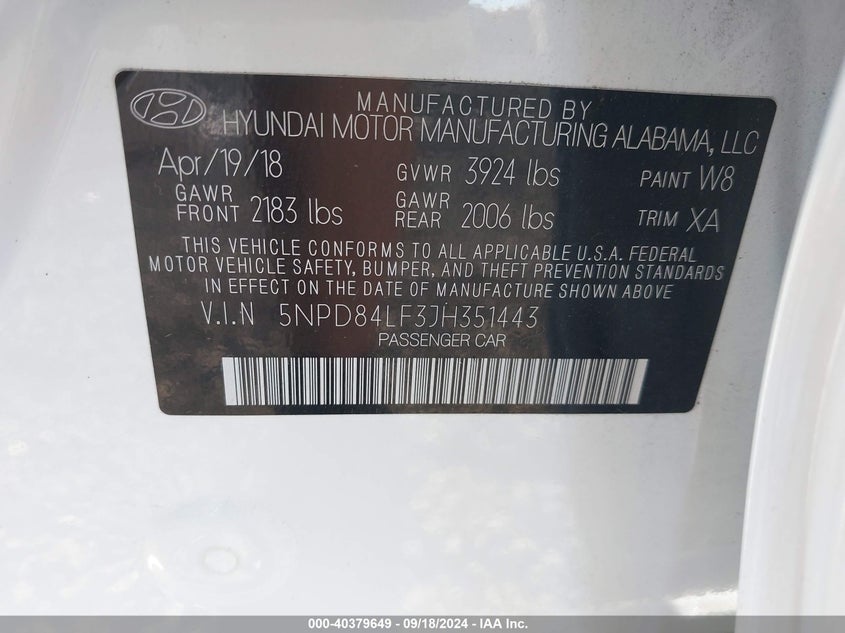 MANUFACTURED BY
HYUNDAI MOTOR MANUFACTURING ALABAMA, LLC
Apr/19/18 GVWR 3924 lbs PAINT W8
GAWR FRONT 2183 lbs GAWR REAR 2006 lbs TRIM XA
THIS VEHICLE CONFORMS TO ALL APPLICABLE U.S.A. FEDERAL
MOTOR VEHICLE SAFETY, BUMPER, AND THEFT PREVENTION STANDARDS
IN EFFECT ON THE DATE OF MANUFACTURE SHOWN ABOVE
V.I.N 5NPD84LF3JH351443
PASSENGER CAR
000-40379649 - 09/18/2024 - IAA Inc.